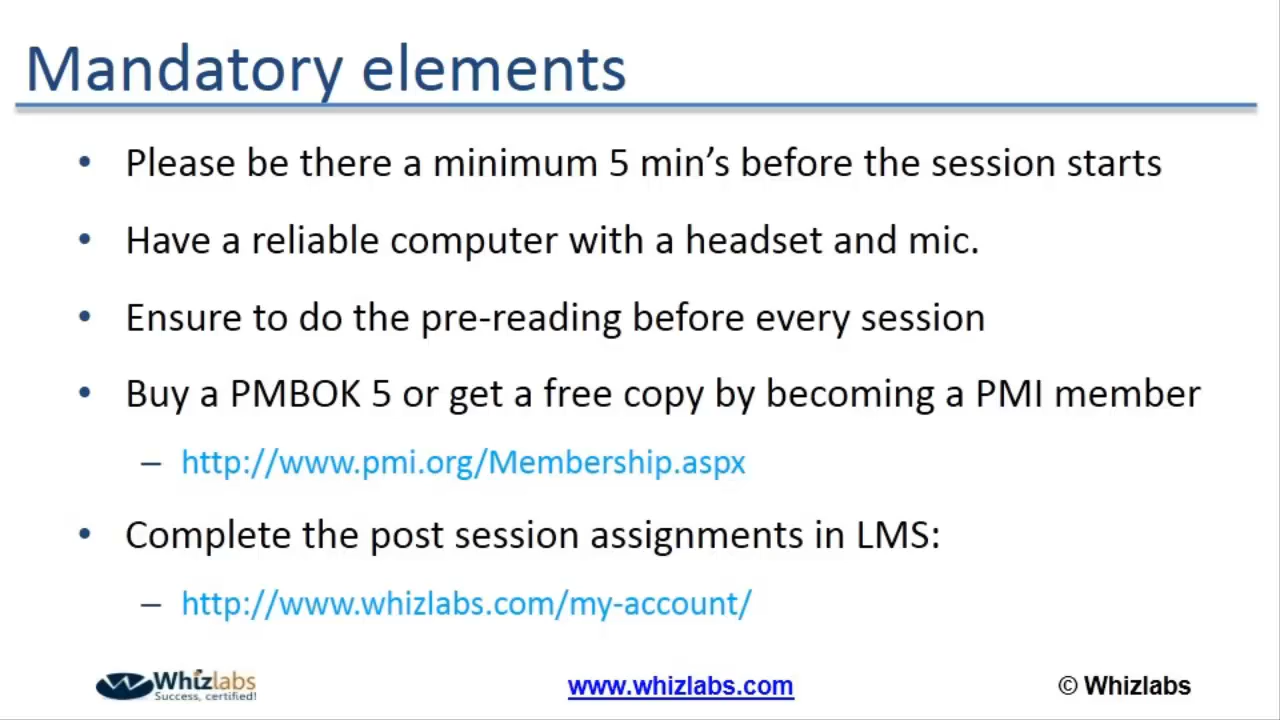 Mandatory elements
• Please be there a minimum 5 min’s before the session starts
• Have a reliable computer with a headset and mic.
• Ensure to do the pre-reading before every session
• Buy a PMBOK 5 or get a free copy by becoming a PMI member
– http://www.pmi.org/Membership.aspx
• Complete the post session assignments in LMS:
– http://www.whizlabs.com/my-account/
Whizlabs
Success, certified!
www.whizlabs.com
© Whizlabs